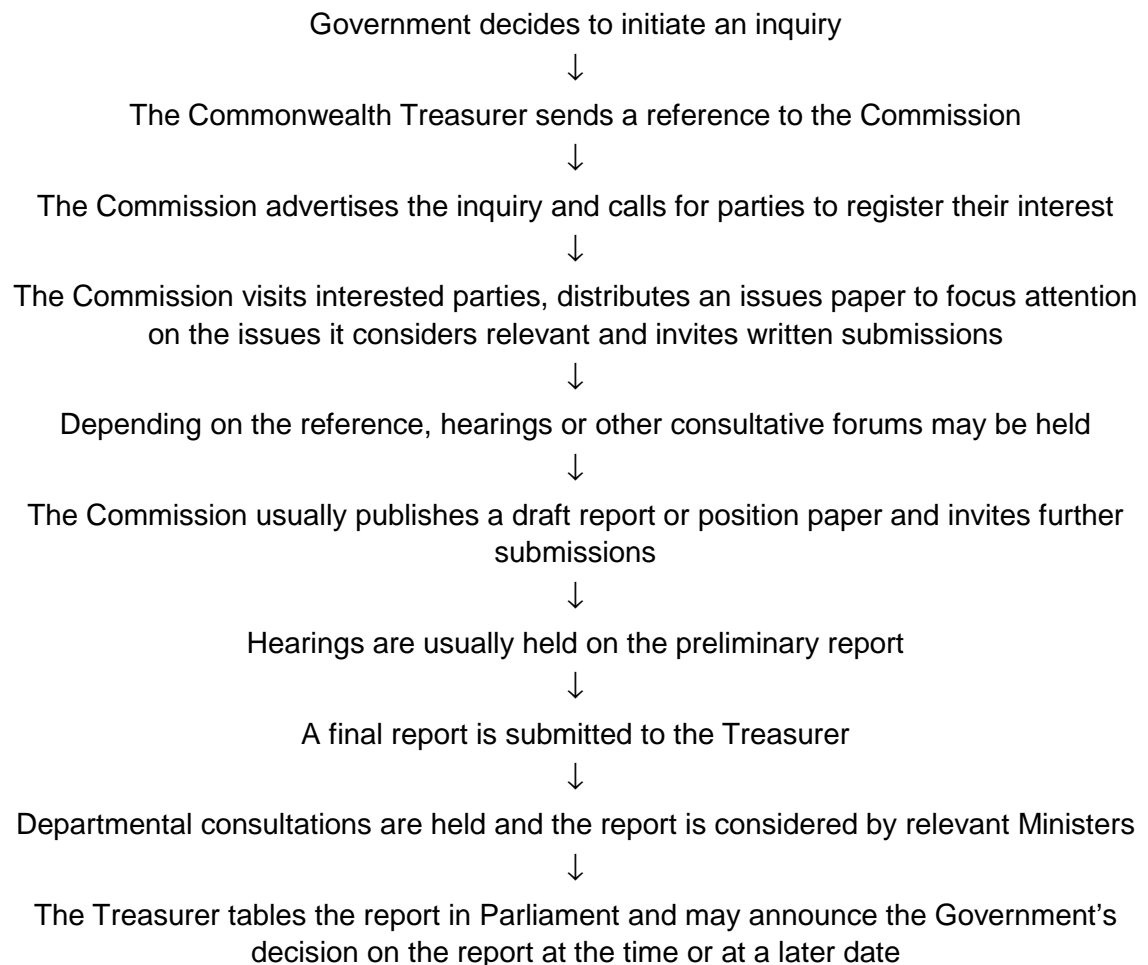 Government decides to initiate an inquiry
↓
The Commonwealth Treasurer sends a reference to the Commission
↓
The Commission advertises the inquiry and calls for parties to register their interest
↓
The Commission visits interested parties, distributes an issues paper to focus attention
on the issues it considers relevant and invites written submissions
↓
Depending on the reference, hearings or other consultative forums may be held
↓
The Commission usually publishes a draft report or position paper and invites further
submissions
↓
Hearings are usually held on the preliminary report
↓
A final report is submitted to the Treasurer
↓
Departmental consultations are held and the report is considered by relevant Ministers
↓
The Treasurer tables the report in Parliament and may announce the Government’s
decision on the report at the time or at a later date